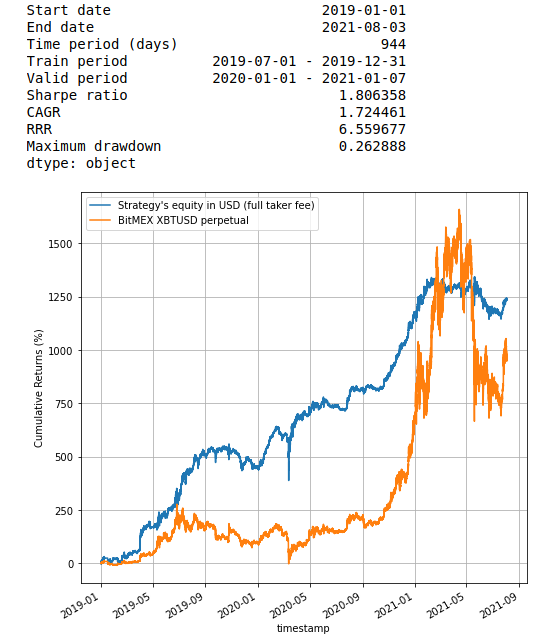 Start date 2019-01-01
End date 2021-08-03
Time period (days) 944
Train period 2019-07-01 - 2019-12-31
Valid period 2020-01-01 - 2021-01-07
Sharpe ratio 1.806358
CAGR 1.724461
RRR 6.559677
Maximum drawdown 0.262888
dtype: object
Strategy's equity in USD (full taker fee)
BitMEX XBTUSD perpetual
1500
1250
1000
750
500
250
0
Cumulative Returns (%)
2019-01
2019-05
2019-09
2020-01
2020-05
2020-09
2021-01
2021-05
2021-09
timestamp